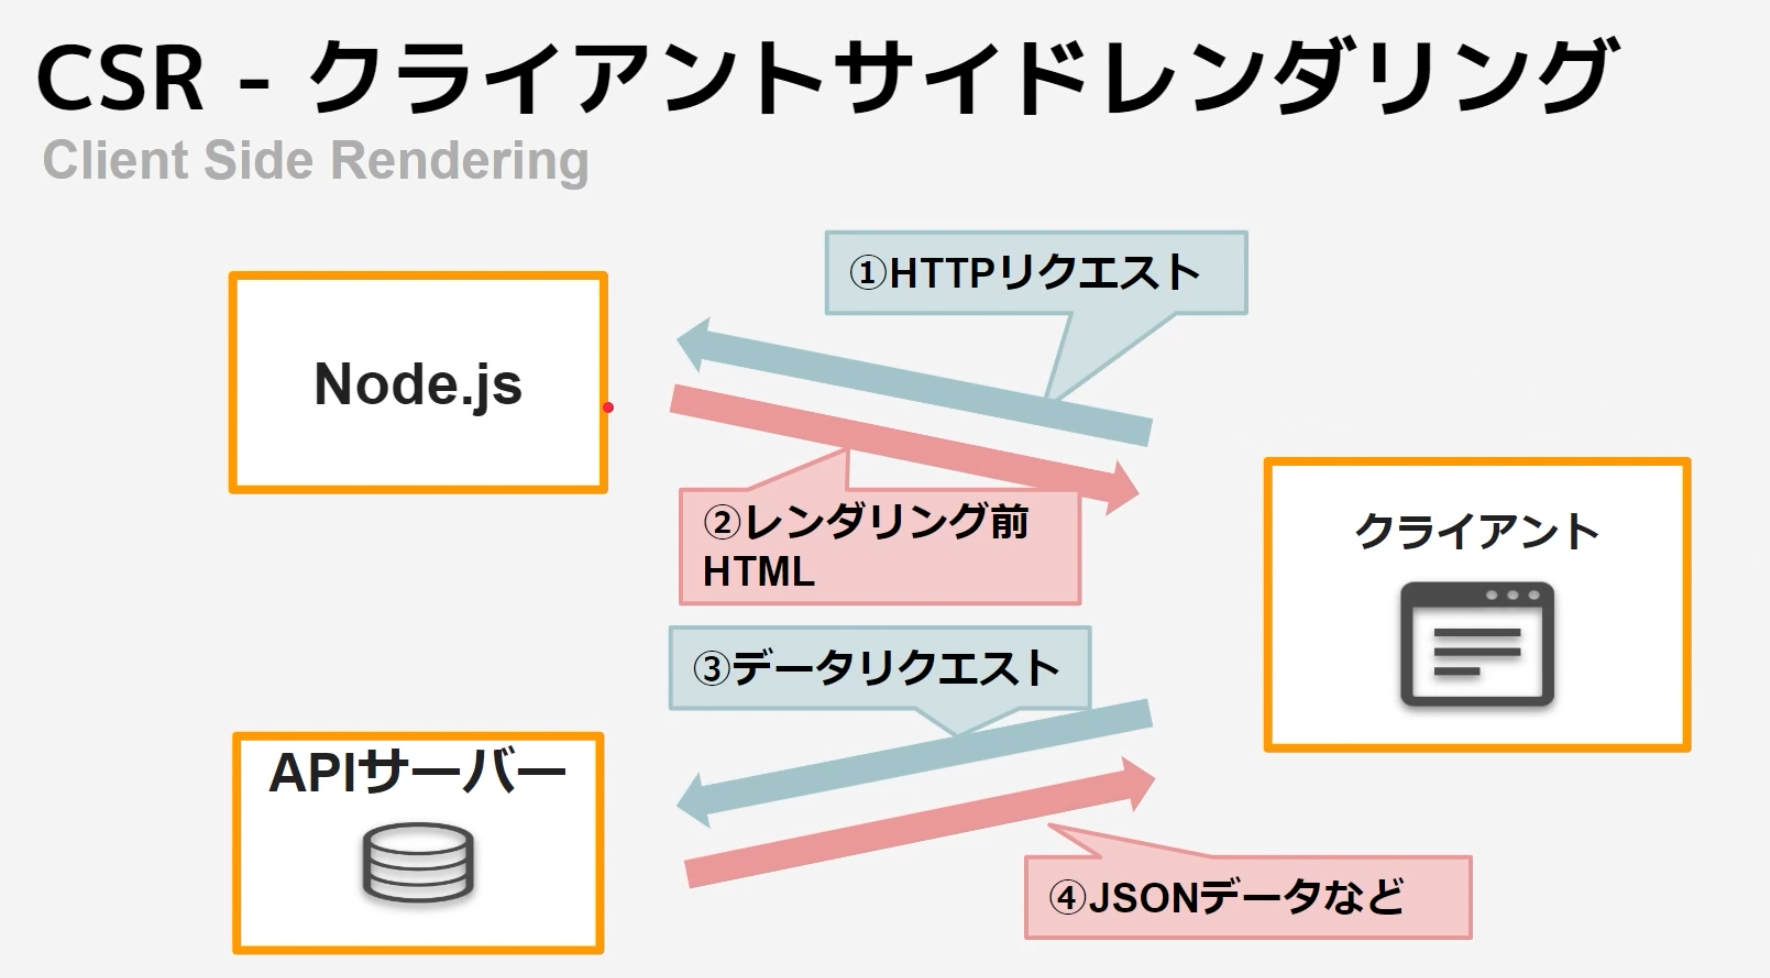 CSR - クライアントサイドレンダリング
Client Side Rendering
①HTTPリクエスト
Node.js
②レンダリング前
HTML
クライアント
③データリクエスト
APIサーバー
④JSONデータなど